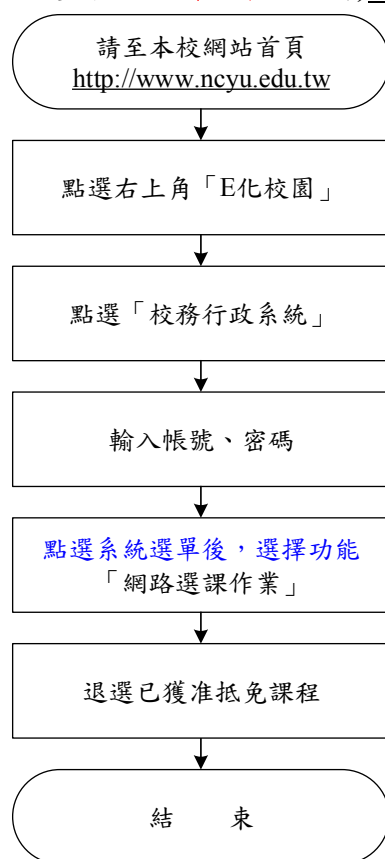 請至本校網站首頁
http://www.ncyu.edu.tw
點選右上角「E化校園」
點選「校務行政系統」
輸入帳號、密碼
點選系統選單後，選擇功能
「網路選課作業」
退選已獲准抵免課程
結　　束